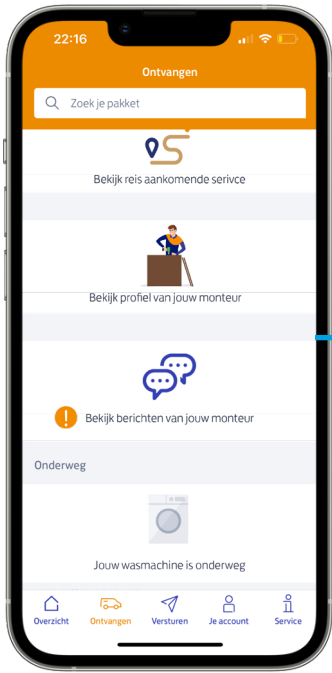 22:16
Ontvangen
Zoek je pakket
Bekijk reis aankomende serivce
Bekijk profiel van jouw monteur
! Bekijk berichten van jouw monteur
Onderweg
Jouw wasmachine is onderweg
Overzicht Ontvangen Versturen Je account Service